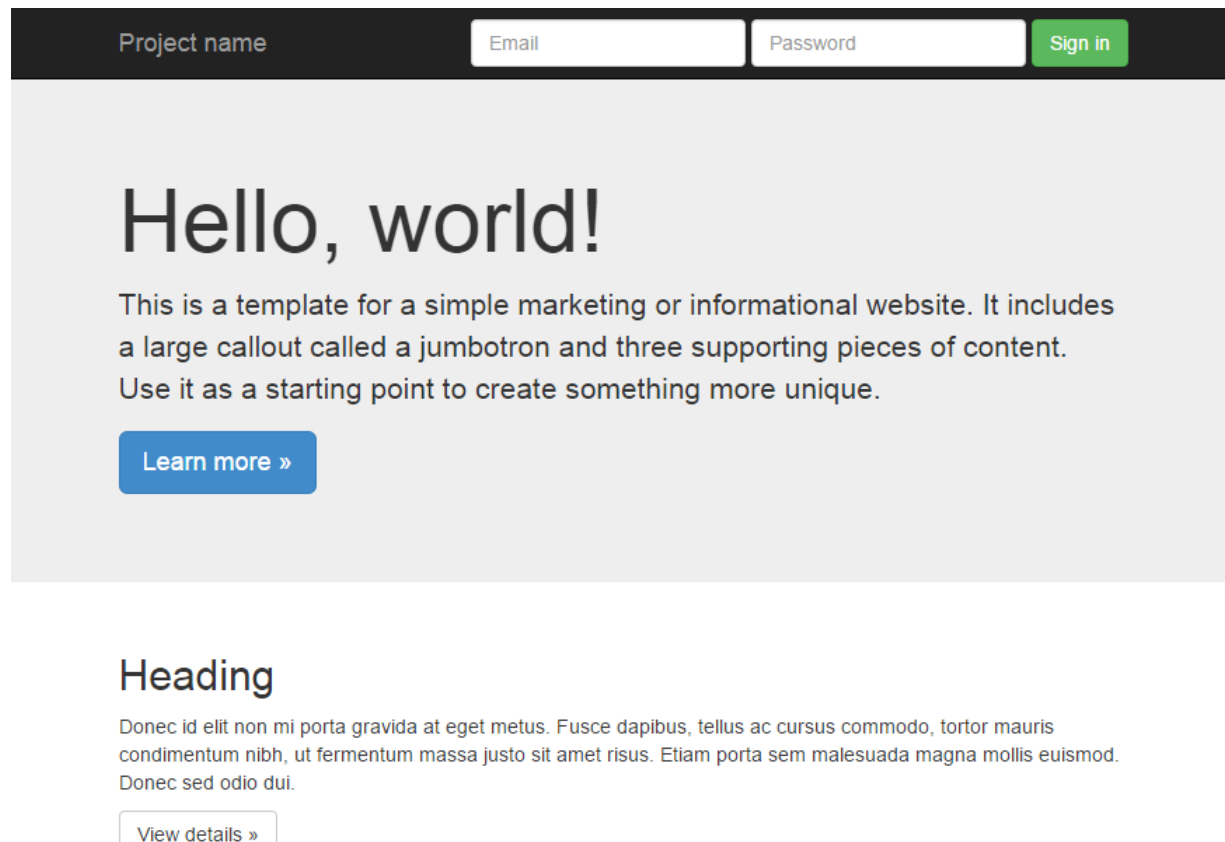 Project name Email Password Sign in
Hello, world!
This is a template for a simple marketing or informational website. It includes
a large callout called a jumbotron and three supporting pieces of content.
Use it as a starting point to create something more unique.
Learn more »
Heading
Donec id elit non mi porta gravida at eget metus. Fusce dapibus, tellus ac cursus commodo, tortor mauris
condimentum nibh, ut fermentum massa justo sit amet risus. Etiam porta sem malesuada magna mollis euismod.
Donec sed odio dui.
View details »